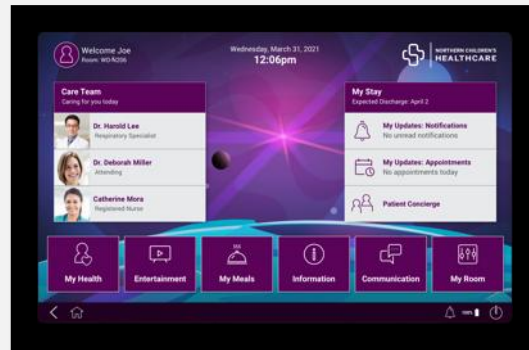 Welcome Joe
Room: WD-N206
Wednesday, March 31, 2021
12:06pm
NORTHERN CHILDREN'S
HEALTHCARE
Care Team
Caring for you today
Dr. Harold Lee
Respiratory Specialist
Dr. Deborah Miller
Attending
Catherine Mora
Registered Nurse
My Stay
Expected Discharge: April 2
My Updates: Notifications
No unread notifications
My Updates: Appointments
No appointments today
Patient Concierge
My Health
Entertainment
My Meals
Information
Communication
My Room
100%